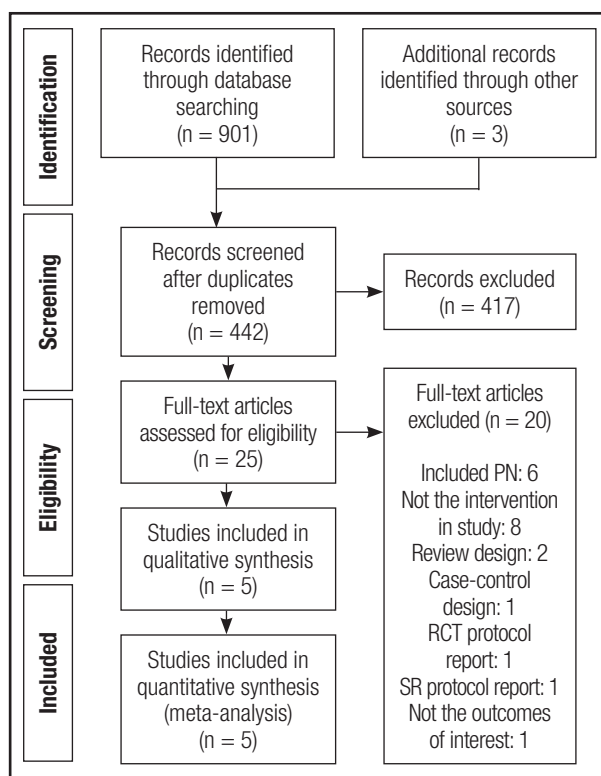 Identification
Records identified
through database
searching
(n = 901)
Additional records
identified through other
sources
(n = 3)
Screening
Records screened
after duplicates
removed
(n = 442)
Records excluded
(n = 417)
Eligibility
Full-text articles
assessed for eligibility
(n = 25)
Full-text articles
excluded (n = 20)
Included PN: 6
Not the intervention
in study: 8
Review design: 2
Case-control
design: 1
RCT protocol
report: 1
SR protocol report: 1
Not the outcomes
of interest: 1
Studies included in
qualitative synthesis
(n = 5)
Included
Studies included in
quantitative synthesis
(meta-analysis)
(n = 5)